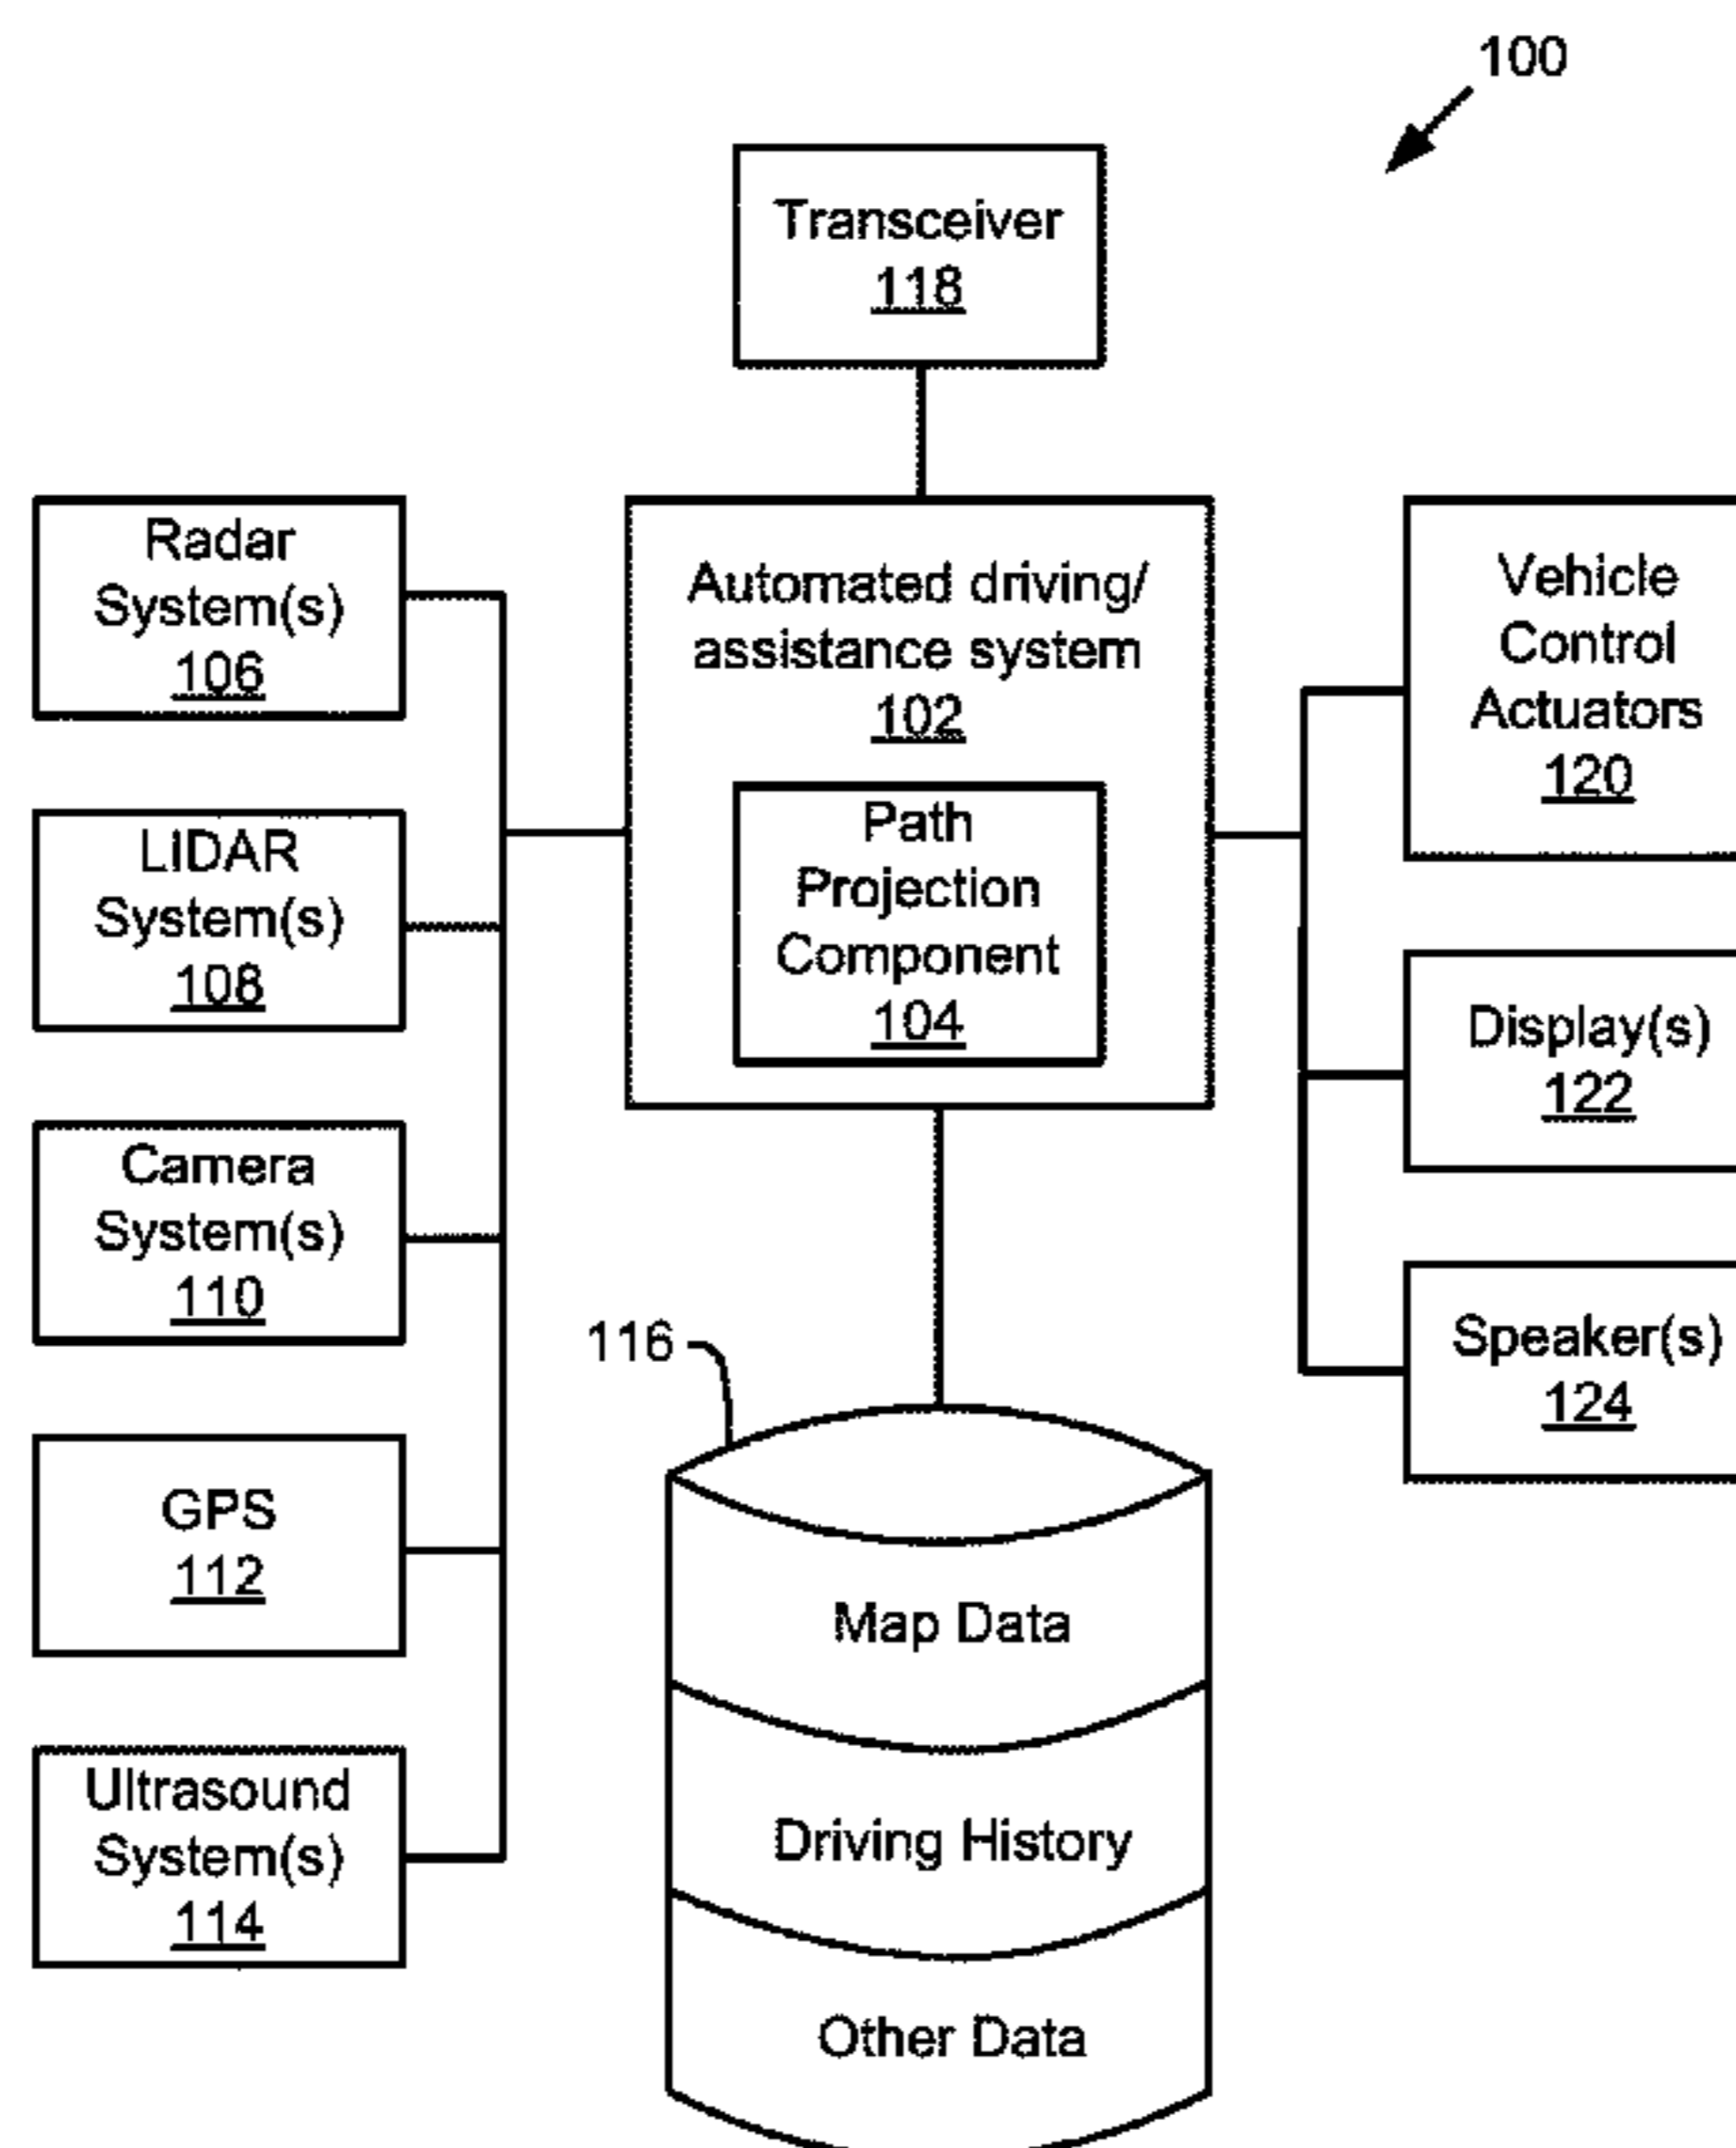 100
Transceiver
118
Radar
System(s)
106
LIDAR
System(s)
108
Camera
System(s)
110
GPS
112
Ultrasound
System(s)
114
Automated driving/
assistance system
102
Path
Projection
Component
104
116
Map Data
Driving History
Other Data
Vehicle
Control
Actuators
120
Display(s)
122
Speaker(s)
124